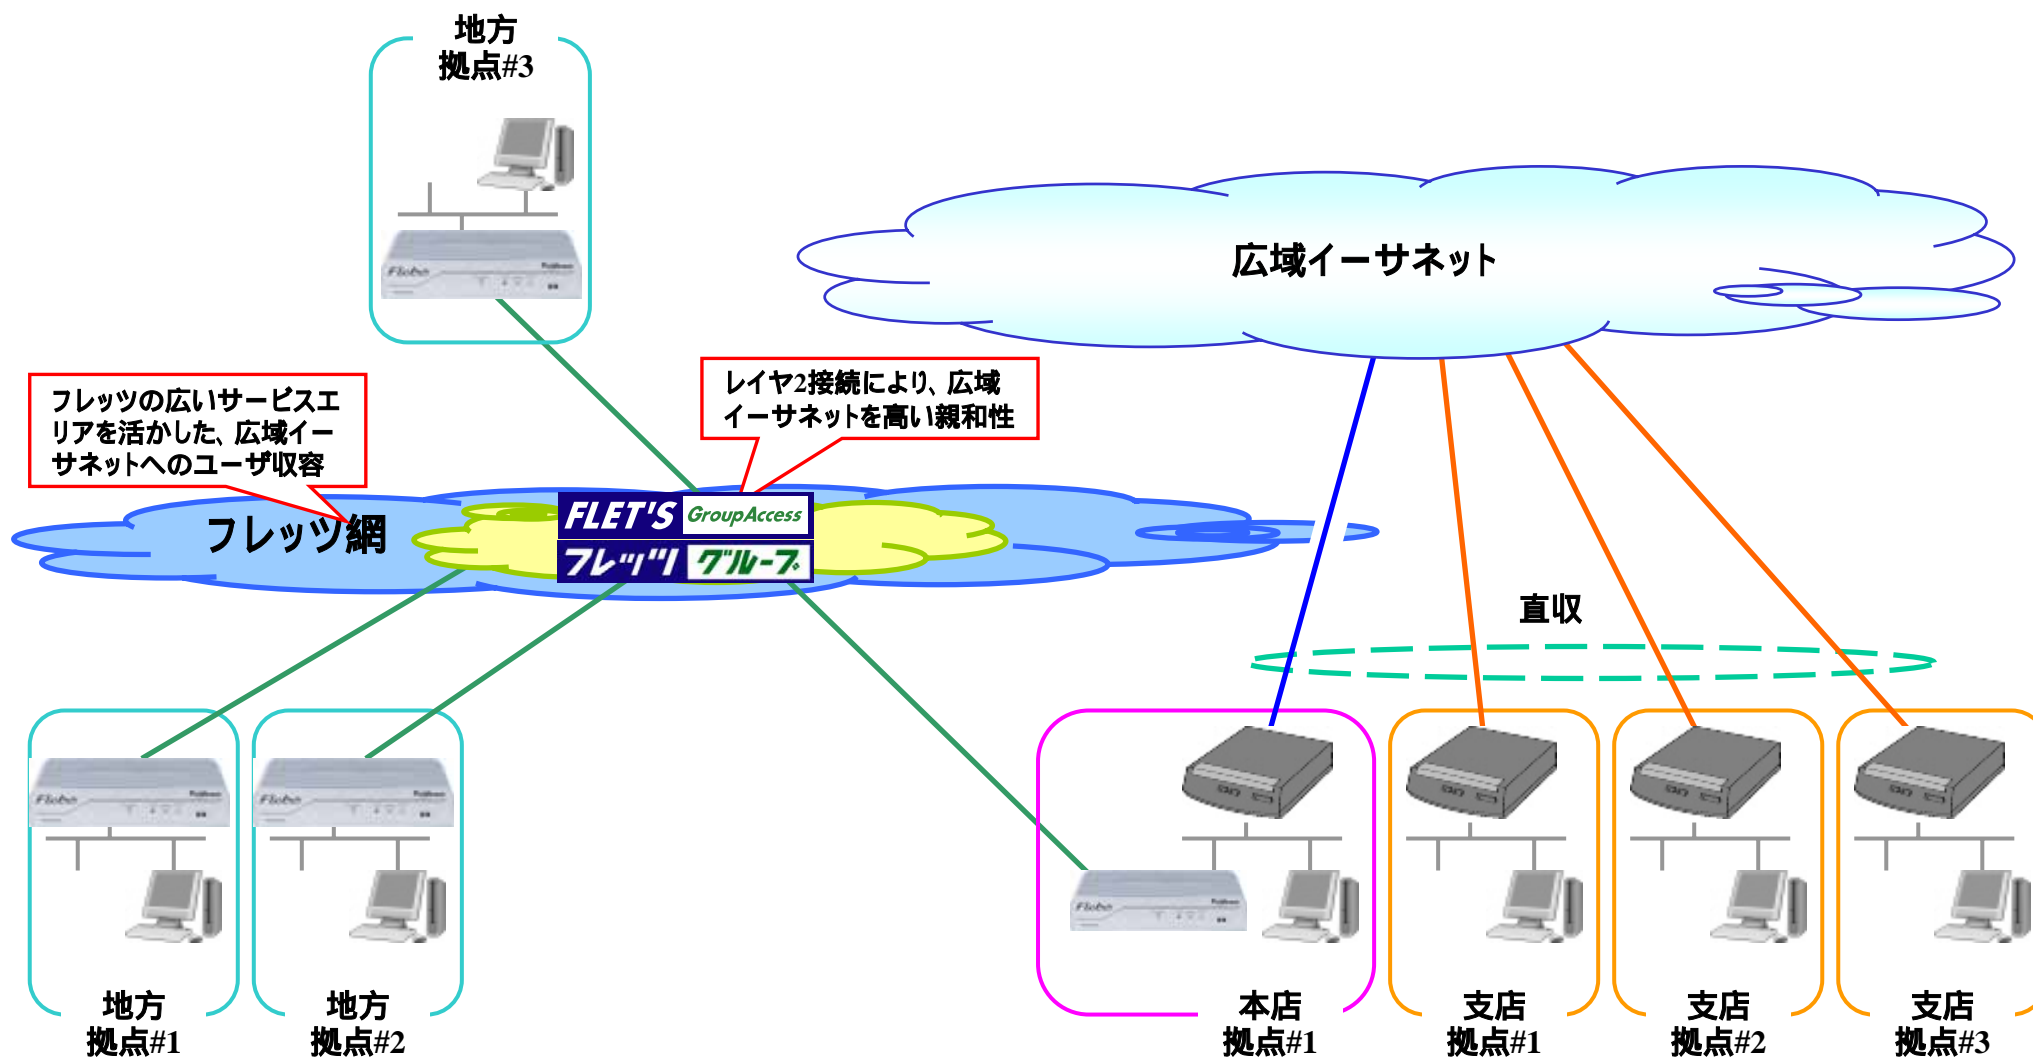 地方
拠点#3
広域イーサネット
レイヤ2接続により、広域
イーサネットを高い親和性
フレッツの広いサービスエ
リアを活かした、広域イー
サネットへのユーザ収容
フレッツ網
FLET'S GroupAccess
フレッツ グループ
直収
Flebo
Flebo
Flebo
Flebo
地方
拠点#1
地方
拠点#2
本店
拠点#1
支店
拠点#1
支店
拠点#2
支店
拠点#3